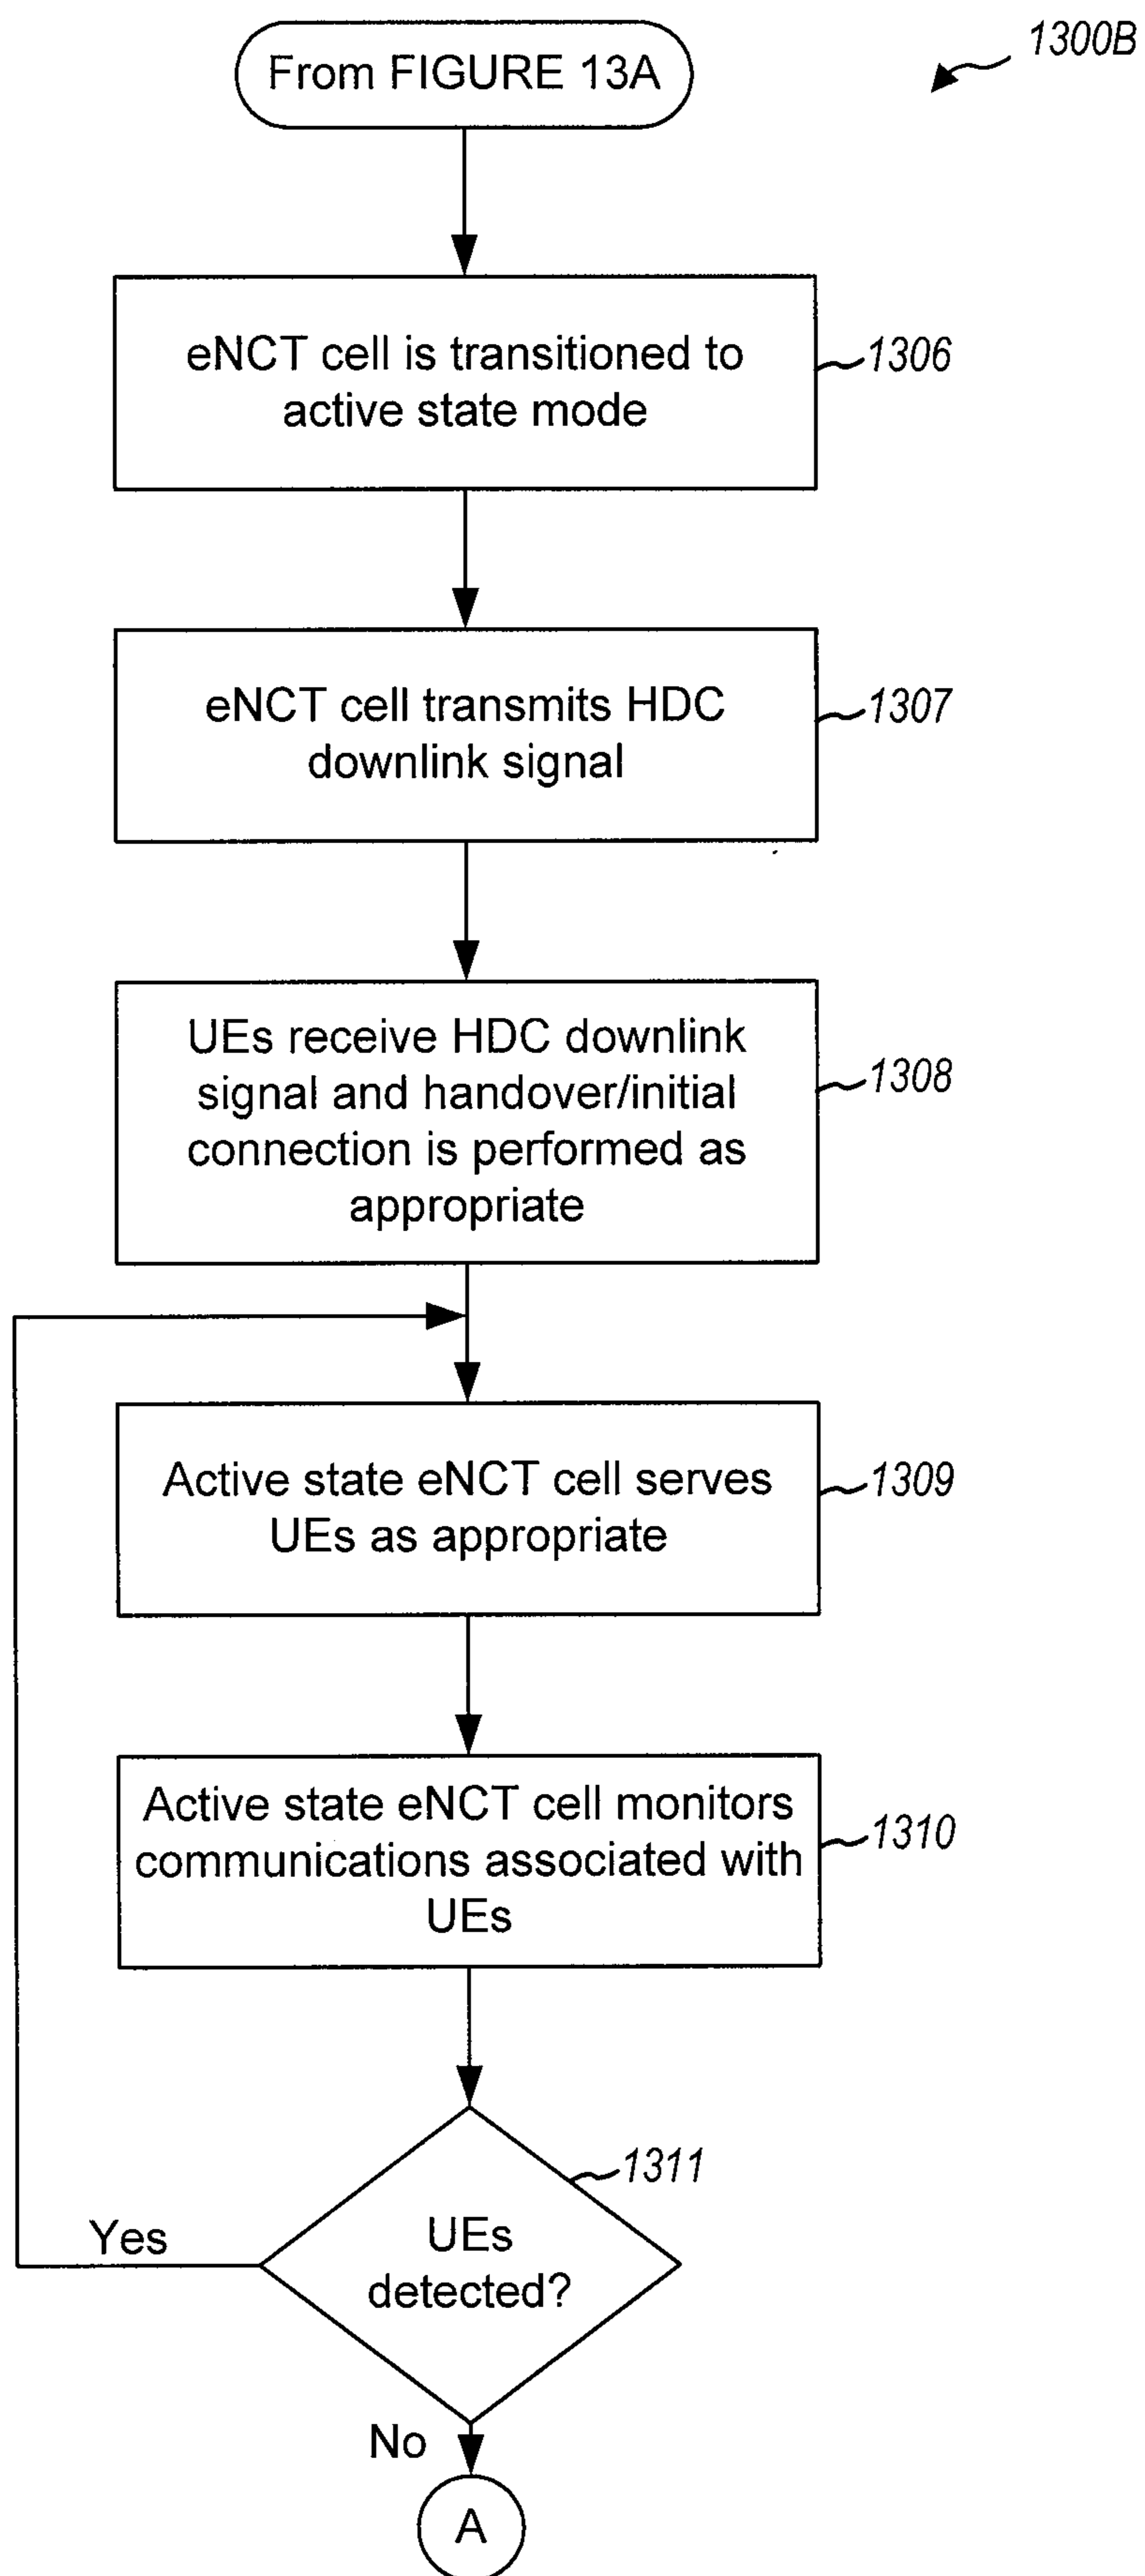 From FIGURE 13A
1300B
eNCT cell is transitioned to
active state mode
1306
eNCT cell transmits HDC
downlink signal
1307
UEs receive HDC downlink
signal and handover/initial
connection is performed as
appropriate
1308
Active state eNCT cell serves
UEs as appropriate
1309
Active state eNCT cell monitors
communications associated with
UEs
1310
1311
UEs
detected?
Yes
No
A